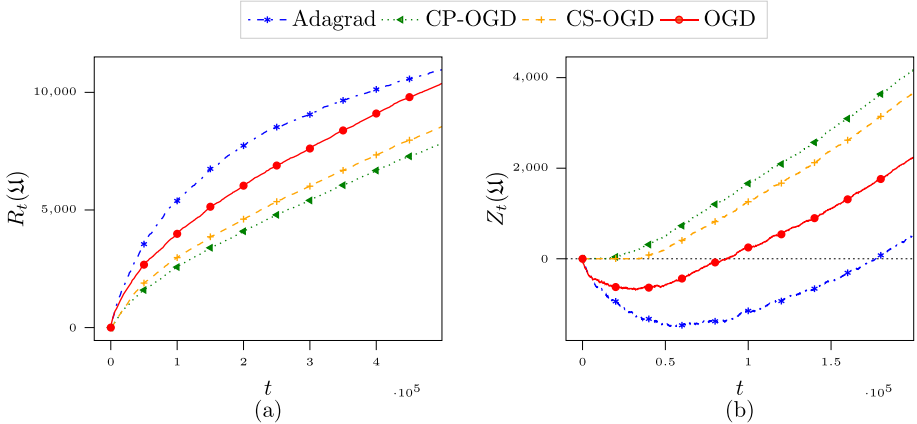 Adagrad CP-OGD CS-OGD OGD
10,000
5,000
0
R_t(𝔘)
0 1 2 3 4
·10^5
t
(a)
4,000
2,000
0
Z_t(𝔘)
0 0.5 1 1.5
·10^5
t
(b)